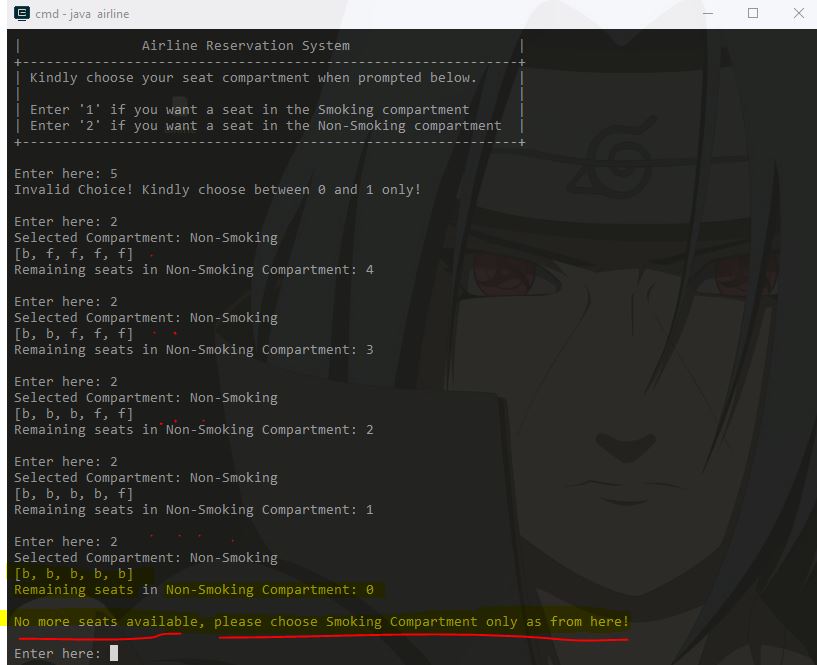 cmd - java  airline
|               Airline Reservation System                     |
+--------------------------------------------------------------+
| Kindly choose your seat compartment when prompted below.     |
|                                                              |
| Enter '1' if you want a seat in the Smoking compartment      |
| Enter '2' if you want a seat in the Non-Smoking compartment  |
+--------------------------------------------------------------+
Enter here: 5
Invalid Choice! Kindly choose between 0 and 1 only!
Enter here: 2
Selected Compartment: Non-Smoking
[b, f, f, f, f]
Remaining seats in Non-Smoking Compartment: 4
Enter here: 2
Selected Compartment: Non-Smoking
[b, b, f, f, f]
Remaining seats in Non-Smoking Compartment: 3
Enter here: 2
Selected Compartment: Non-Smoking
[b, b, b, f, f]
Remaining seats in Non-Smoking Compartment: 2
Enter here: 2
Selected Compartment: Non-Smoking
[b, b, b, b, f]
Remaining seats in Non-Smoking Compartment: 1
Enter here: 2
Selected Compartment: Non-Smoking
[b, b, b, b, b]
Remaining seats in Non-Smoking Compartment: 0
No more seats available, please choose Smoking Compartment only as from here!
Enter here: